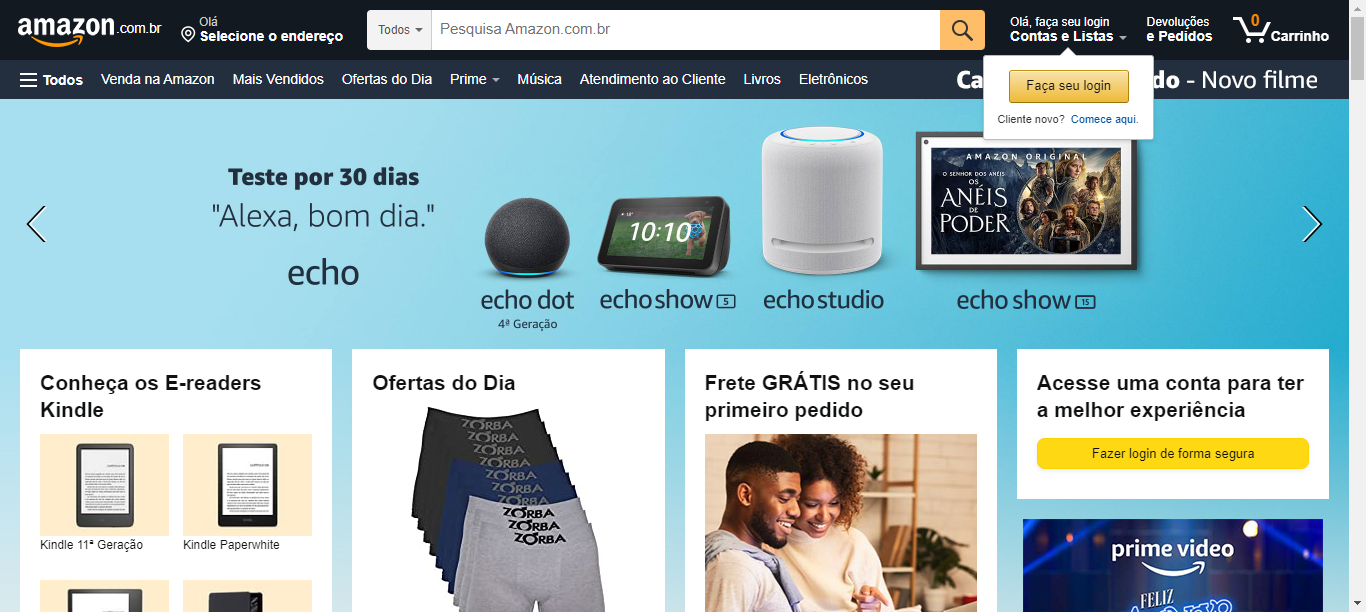 amazon.com.br
Olá
Selecione o endereço
Todos
Pesquisa Amazon.com.br
Olá, faça seu login
Contas e Listas
Devoluções
e Pedidos
0
Carrinho
Todos
Venda na Amazon
Mais Vendidos
Ofertas do Dia
Prime
Música
Atendimento ao Cliente
Livros
Eletrônicos
Ca
do - Novo filme
Faça seu login
Cliente novo? Comece aqui.
Teste por 30 dias
"Alexa, bom dia."
echo
10:10
AMAZON ORIGINAL
O SENHOR DOS ANÉIS
OS
ANÉIS
DE
PODER
echo dot
4ª Geração
echo show 5
echo studio
echo show 15
Conheça os E-readers
Kindle
Kindle 11ª Geração
Kindle Paperwhite
Ofertas do Dia
ZORBA
ZORBA
ZORBA
ZORBA
ZORBA
ZORBA
ZORBA
ZORBA
ZORBA
Frete GRÁTIS no seu
primeiro pedido
Acesse uma conta para ter
a melhor experiência
Fazer login de forma segura
prime video
FELIZ